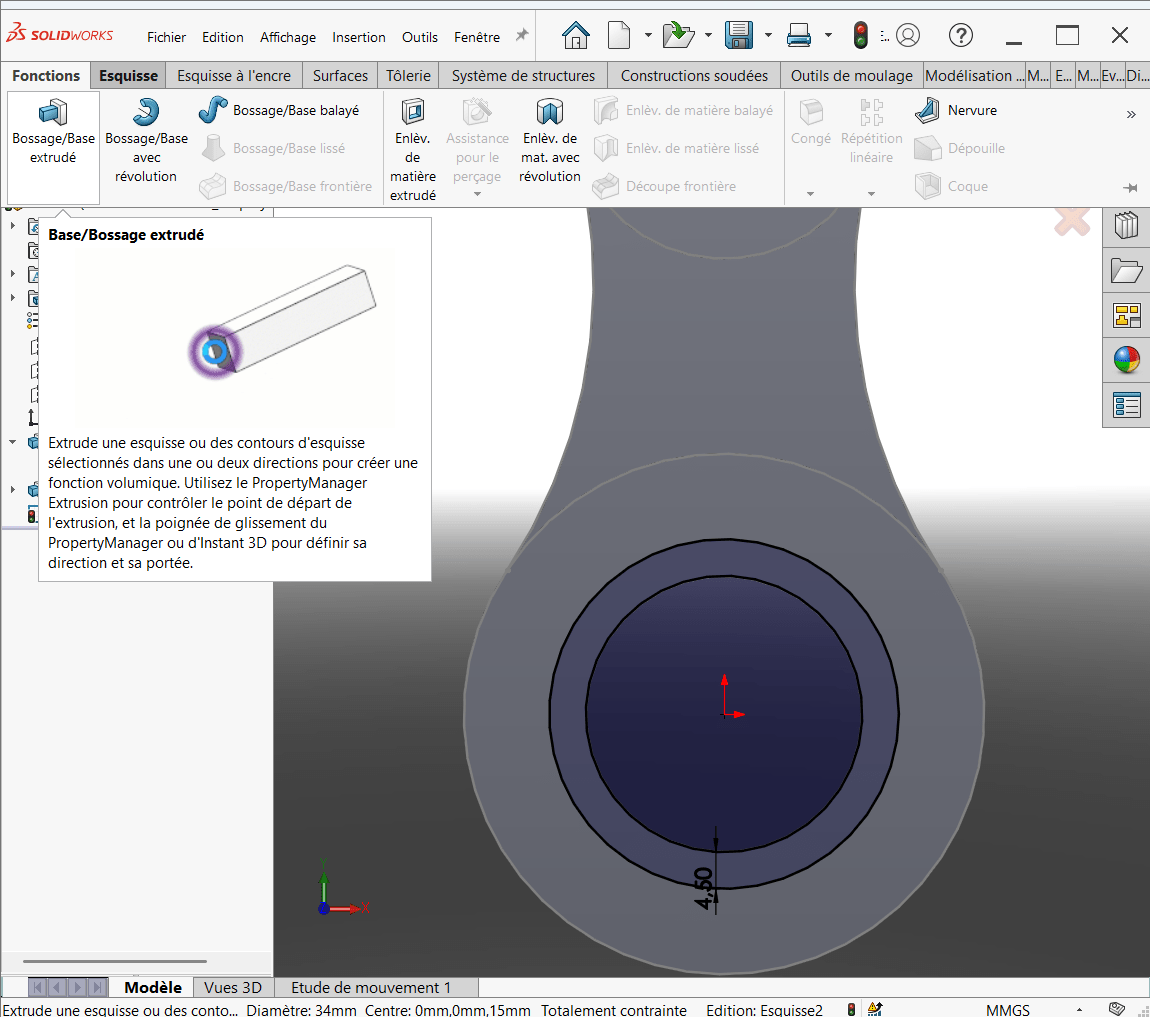 SOLIDWORKS Fichier Edition Affichage Insertion Outils Fenêtre
Fonctions Esquisse Esquisse à l'encre Surfaces Tôlerie Système de structures Constructions soudées Outils de moulage Modélisation ... M... E... M... Ev... Di...
Bossage/Base extrudé
Bossage/Base avec révolution
Bossage/Base balayé
Bossage/Base lissé
Bossage/Base frontière
Enlèv. de matière extrudé
Assistance pour le perçage
Enlèv. de mat. avec révolution
Enlèv. de matière balayé
Enlèv. de matière lissé
Découpe frontière
Congé
Répétition linéaire
Nervure
Dépouille
Coque
Base/Bossage extrudé
Extrude une esquisse ou des contours d'esquisse
sélectionnés dans une ou deux directions pour créer une
fonction volumique. Utilisez le PropertyManager
Extrusion pour contrôler le point de départ de
l'extrusion, et la poignée de glissement du
PropertyManager ou d'Instant 3D pour définir sa
direction et sa portée.
4,50
Y
X
Modèle Vues 3D Etude de mouvement 1
Extrude une esquisse ou des conto... Diamètre: 34mm Centre: 0mm,0mm,15mm Totalement contrainte Edition: Esquisse2 MMGS